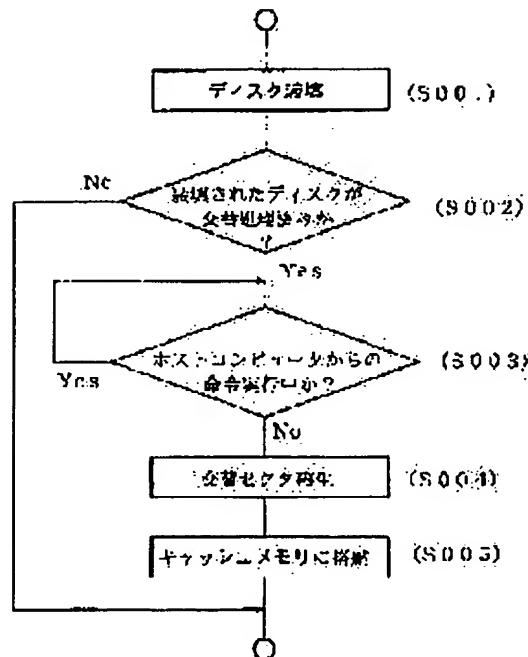 ディスク装填 (S00.)
No
装填されたディスクが (S002)
交替処理済みか
?
Yes
ホストコンピュータからの (S003)
Yes 命令実行中か?
No
交替セクタ再生 (S004)
キャッシュメモリに格納 (S005)